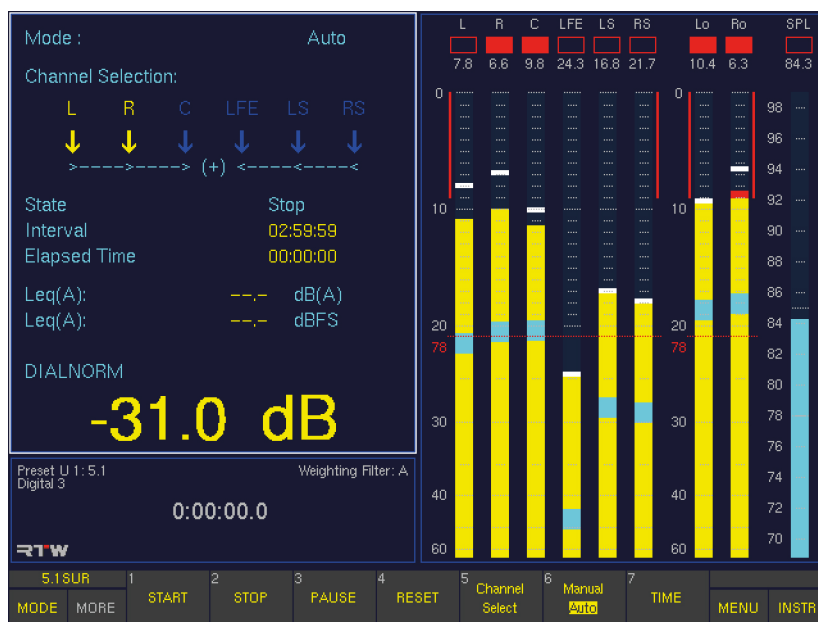 Mode : Auto
Channel Selection:
L R C LFE LS RS
>---->----> (+) <----<----<
State Stop
Interval 02:59:59
Elapsed Time 00:00:00
Leq(A): --.- dB(A)
Leq(A): --.- dBFS
DIALNORM
-31.0 dB
Preset U 1: 5.1 Weighting Filter: A
Digital 3
0:00:00.0
RTW
L R C LFE LS RS Lo Ro SPL
7.8 6.6 9.8 24.3 16.8 21.7 10.4 6.3 84.3
0 0
98
96
94
10 10 92
90
88
86
20 20 84
78 78
82
80
30 30 78
76
74
40 40 72
70
60 60
5.1SUR 1 2 3 4 5 6 7
MODE MORE START STOP PAUSE RESET Channel Select Manual Auto TIME MENU INSTR